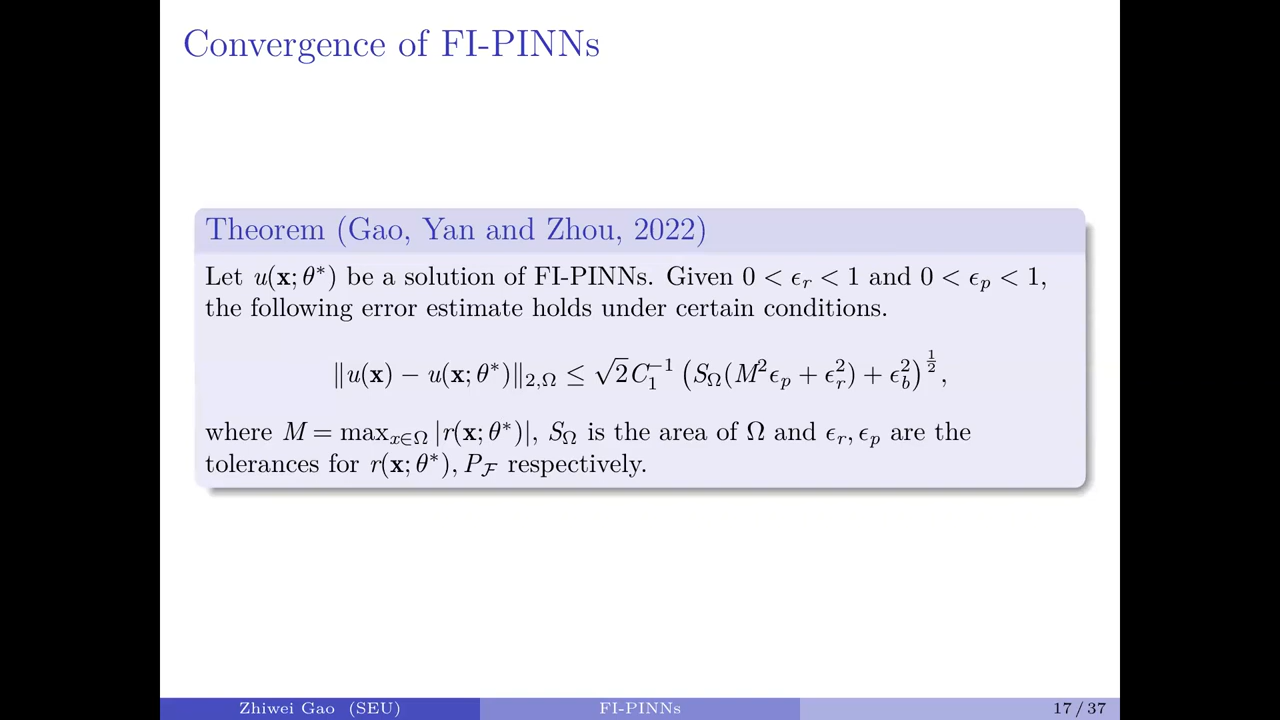 Convergence of FI-PINNs
Theorem (Gao, Yan and Zhou, 2022)
Let u(x; θ*) be a solution of FI-PINNs. Given 0 < ϵ_r < 1 and 0 < ϵ_p < 1,
the following error estimate holds under certain conditions.
‖u(x) − u(x; θ*)‖_{2,Ω} ≤ √2 C_1^{−1} (S_Ω(M²ϵ_p + ϵ_r²) + ϵ_b²)^{1/2},
where M = max_{x∈Ω} |r(x; θ*)|, S_Ω is the area of Ω and ϵ_r, ϵ_p are the
tolerances for r(x; θ*), P_ℱ respectively.
Zhiwei Gao (SEU) FI-PINNs 17 / 37